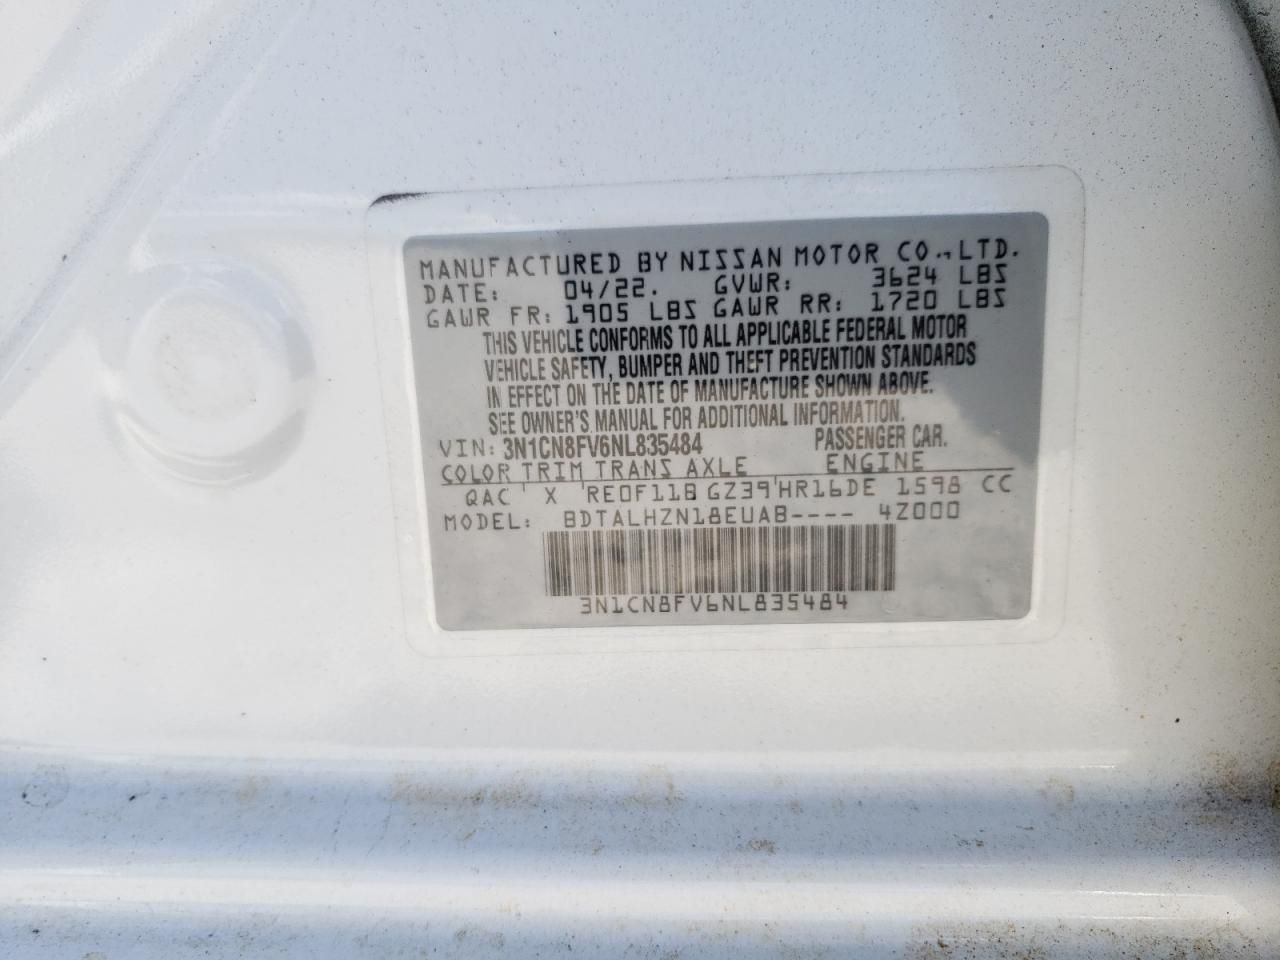 MANUFACTURED BY NISSAN MOTOR CO., LTD.
DATE: 04/22. GVWR: 3624 LBS
GAWR FR: 1905 LBS GAWR RR: 1720 LBS
THIS VEHICLE CONFORMS TO ALL APPLICABLE FEDERAL MOTOR
VEHICLE SAFETY, BUMPER AND THEFT PREVENTION STANDARDS
IN EFFECT ON THE DATE OF MANUFACTURE SHOWN ABOVE.
SEE OWNER'S MANUAL FOR ADDITIONAL INFORMATION.
VIN: 3N1CN8FV6NL835484 PASSENGER CAR.
COLOR TRIM TRANS AXLE ENGINE
QAC X RE0F11B GZ39 HR16DE 1598 CC
MODEL: BDTALHZN18EUAB---- 4Z000
3N1CN8FV6NL835484